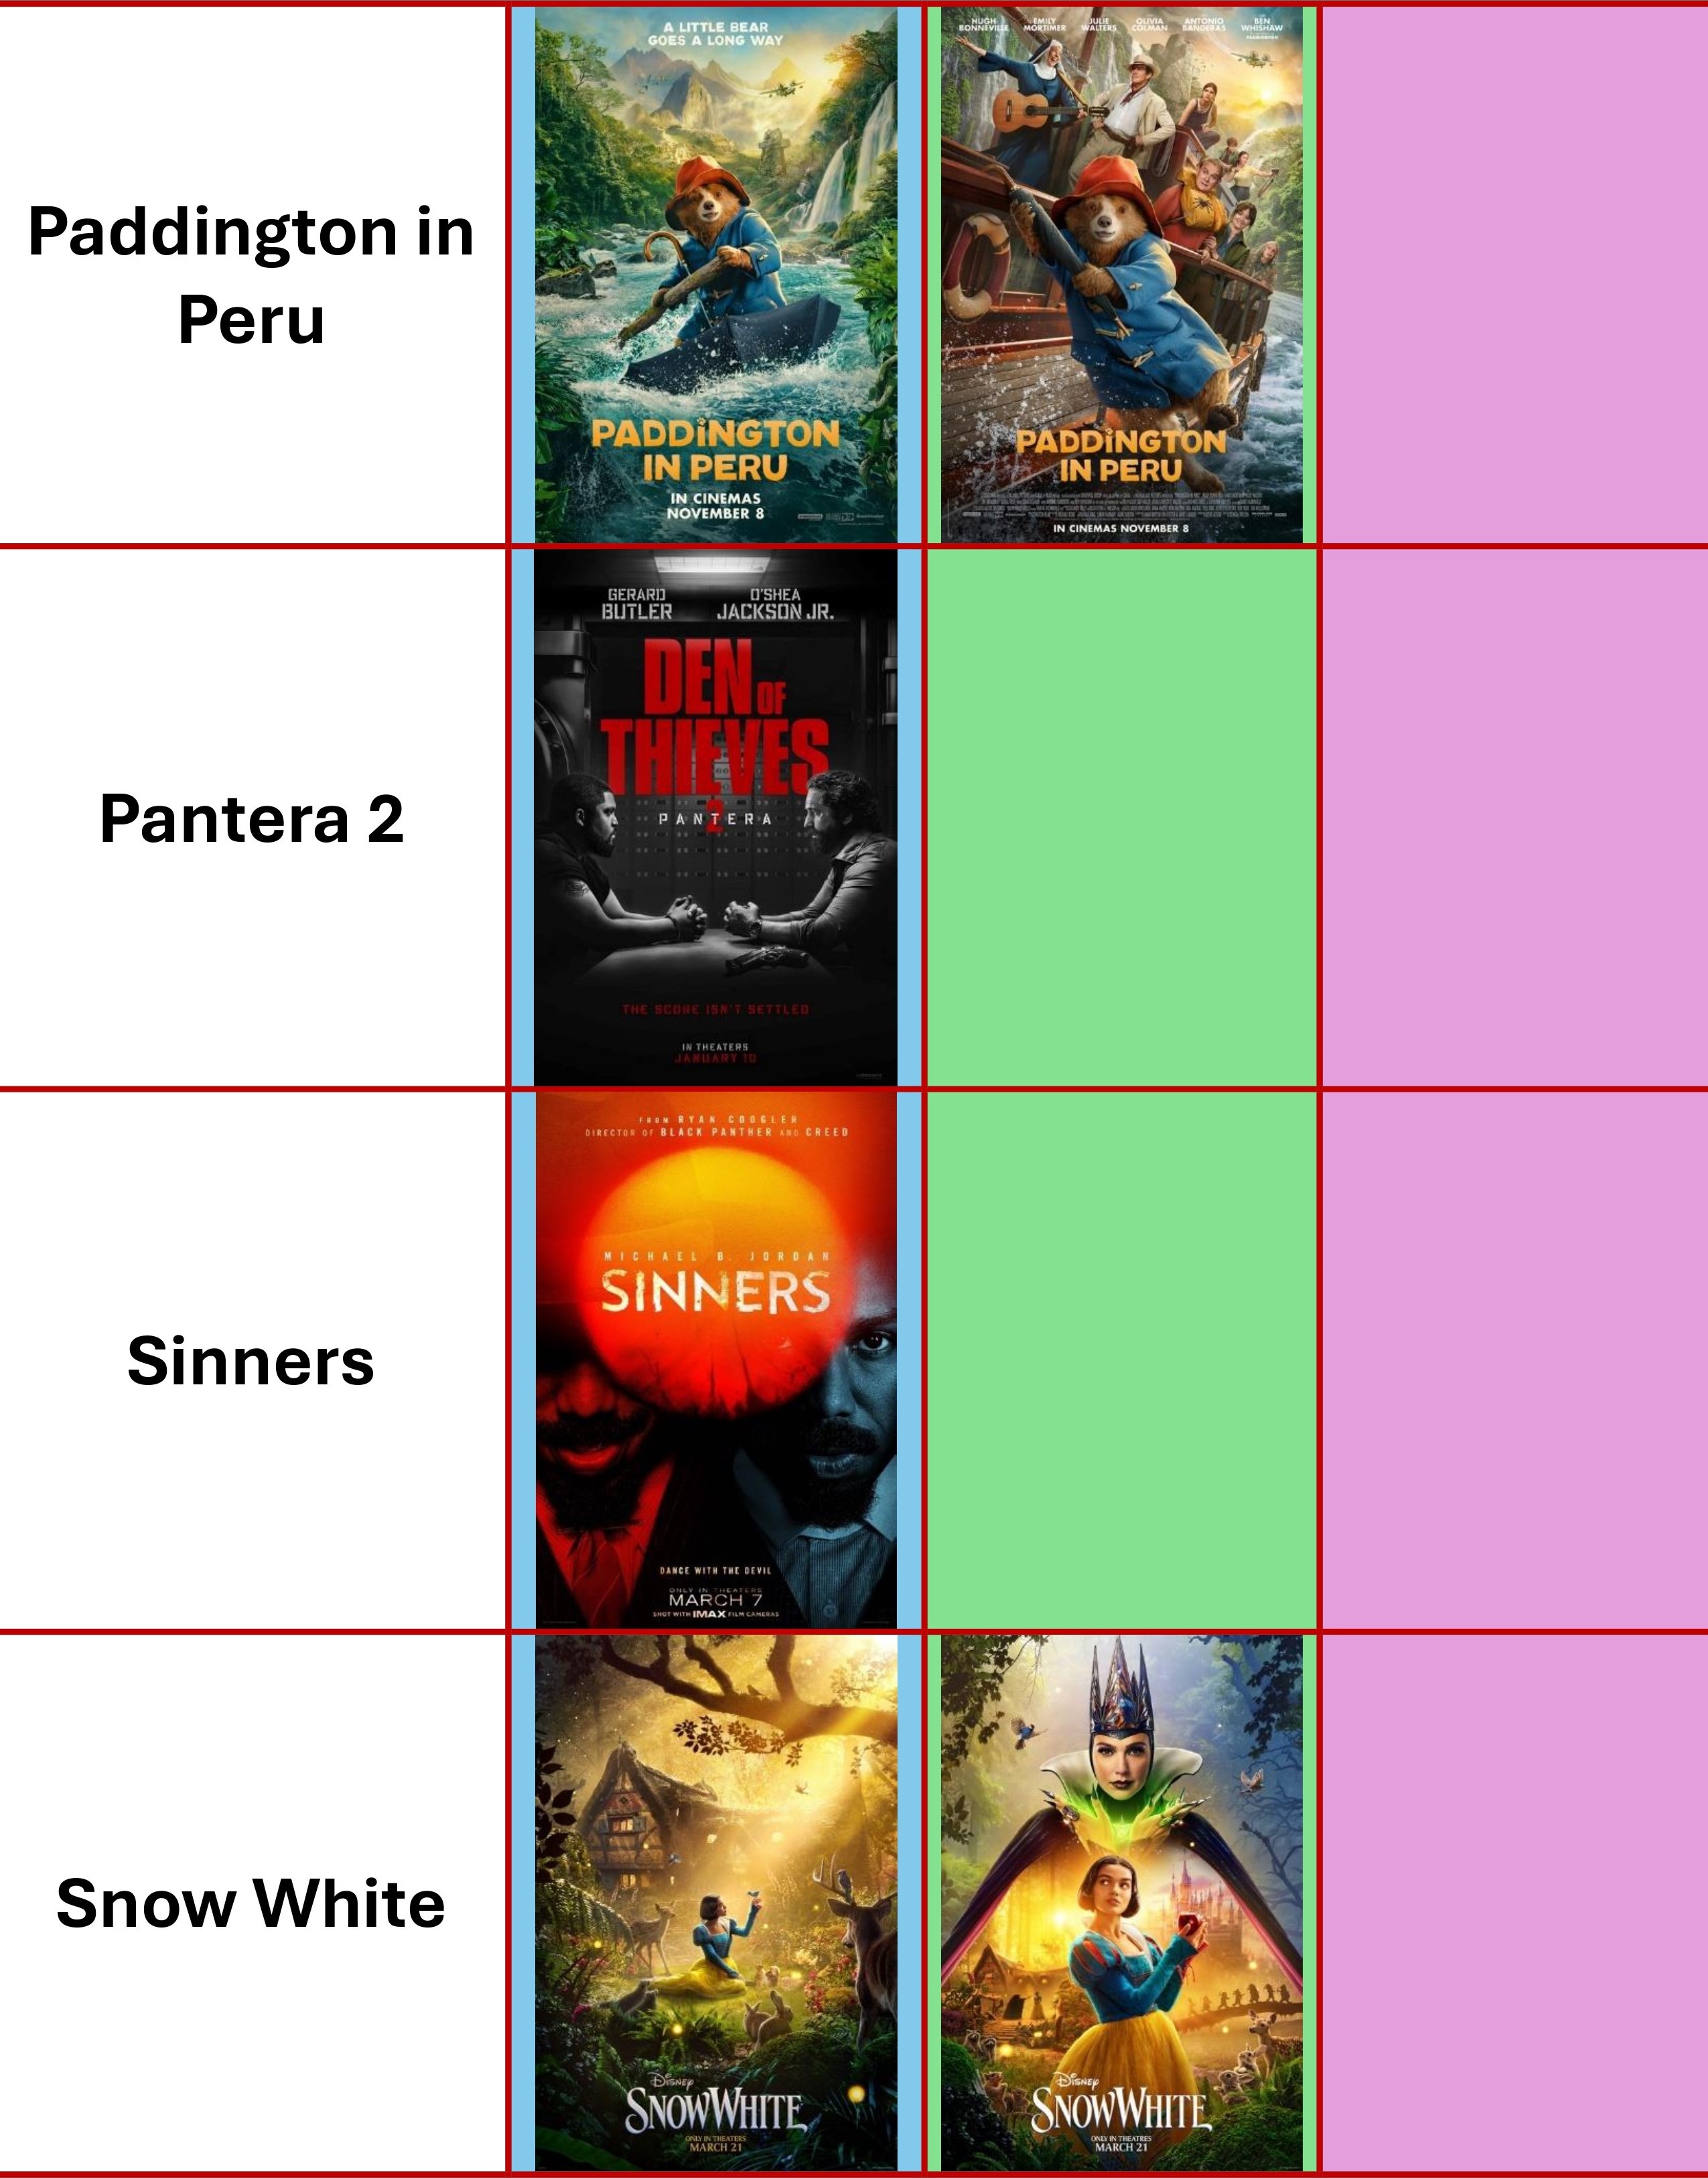 Paddington in
Peru
A LITTLE BEAR
GOES A LONG WAY
PADDiNGTON
IN PERU
IN CINEMAS
NOVEMBER 8
HUGH BONNEVILLE EMILY MORTIMER JULIE WALTERS OLIVIA COLMAN ANTONIO BANDERAS BEN WHISHAW
PADDiNGTON
IN PERU
IN CINEMAS NOVEMBER 8
Pantera 2
GERARD BUTLER O'SHEA JACKSON JR.
DEN OF
THIEVES
2
PANTERA
THE SCORE ISN'T SETTLED
IN THEATERS
JANUARY 10
Sinners
FROM RYAN COOGLER
DIRECTOR OF BLACK PANTHER AND CREED
MICHAEL B. JORDAN
SINNERS
DANCE WITH THE DEVIL
ONLY IN THEATERS
MARCH 7
SHOT WITH IMAX FILM CAMERAS
Snow White
Disney
SNOW WHITE
ONLY IN THEATERS
MARCH 21
Disney
SNOW WHITE
ONLY IN THEATRES
MARCH 21